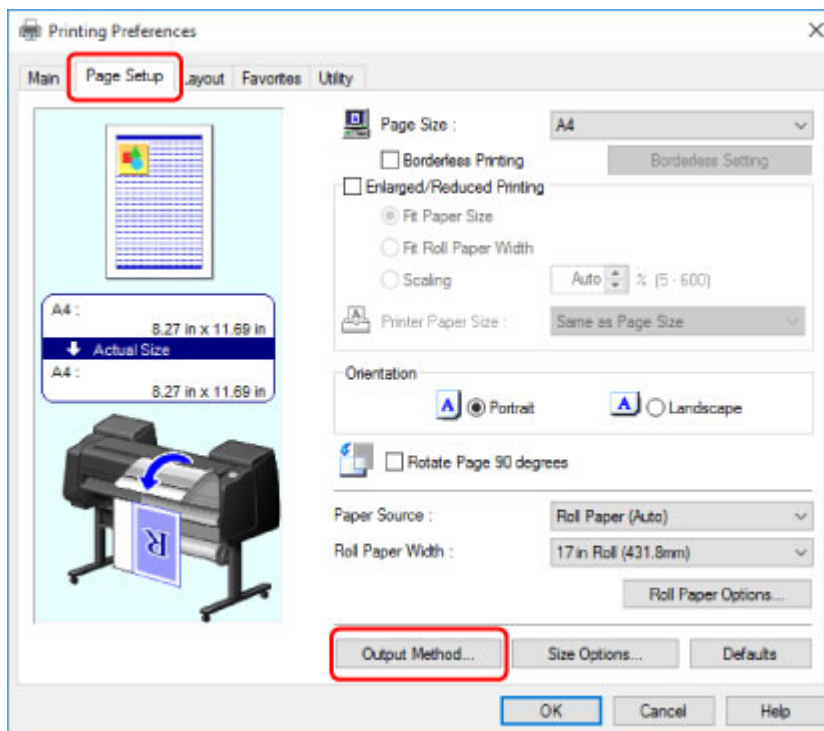 Printing Preferences
Main Page Setup Layout Favorites Utility
Page Size : A4
Borderless Printing Borderless Setting
Enlarged/Reduced Printing
Fit Paper Size
Fit Roll Paper Width
Scaling Auto % (5 - 600)
Printer Paper Size : Same as Page Size
A4 :
8.27 in x 11.69 in
Actual Size
A4 :
8.27 in x 11.69 in
Orientation
A Portrait A Landscape
Rotate Page 90 degrees
R
Paper Source : Roll Paper (Auto)
Roll Paper Width : 17 in Roll (431.8mm)
Roll Paper Options...
Output Method... Size Options... Defaults
OK Cancel Help